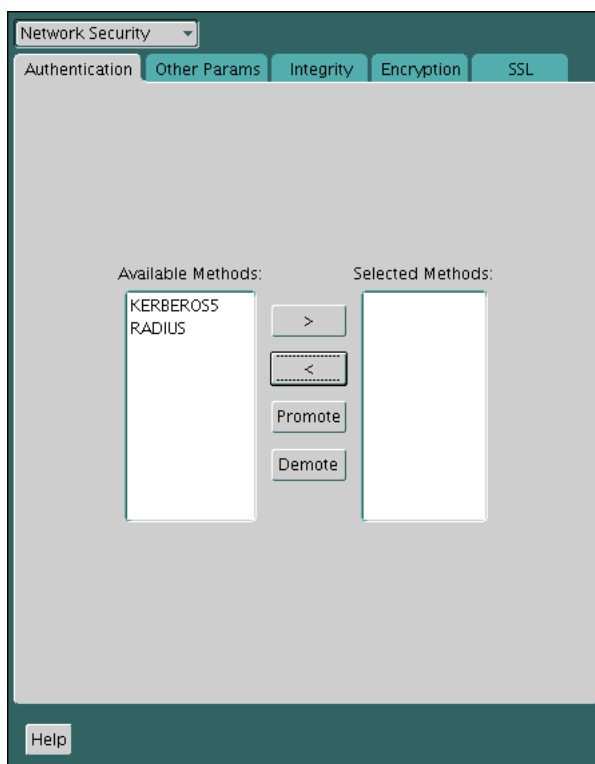 Network Security
Authentication Other Params Integrity Encryption SSL
Available Methods: Selected Methods:
KERBEROS5
RADIUS
>
<
Promote
Demote
Help